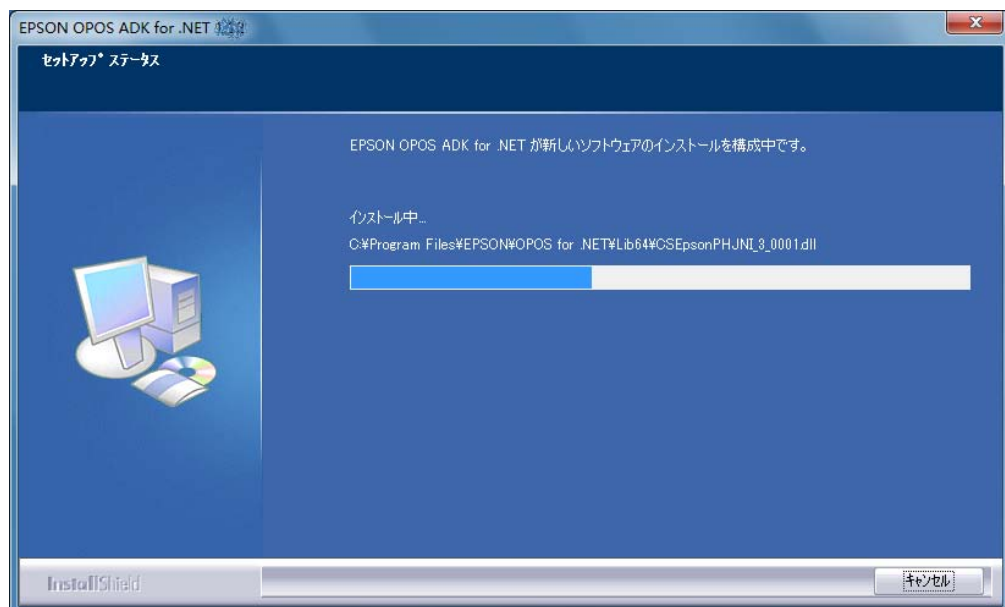 EPSON OPOS ADK for .NET
セットアップ ステータス
EPSON OPOS ADK for .NET が新しいソフトウェアのインストールを構成中です。
インストール中...
C:¥Program Files¥EPSON¥OPOS for .NET¥Lib64¥CSEpsonPHJNI_3_0001.dll
InstallShield
キャンセル